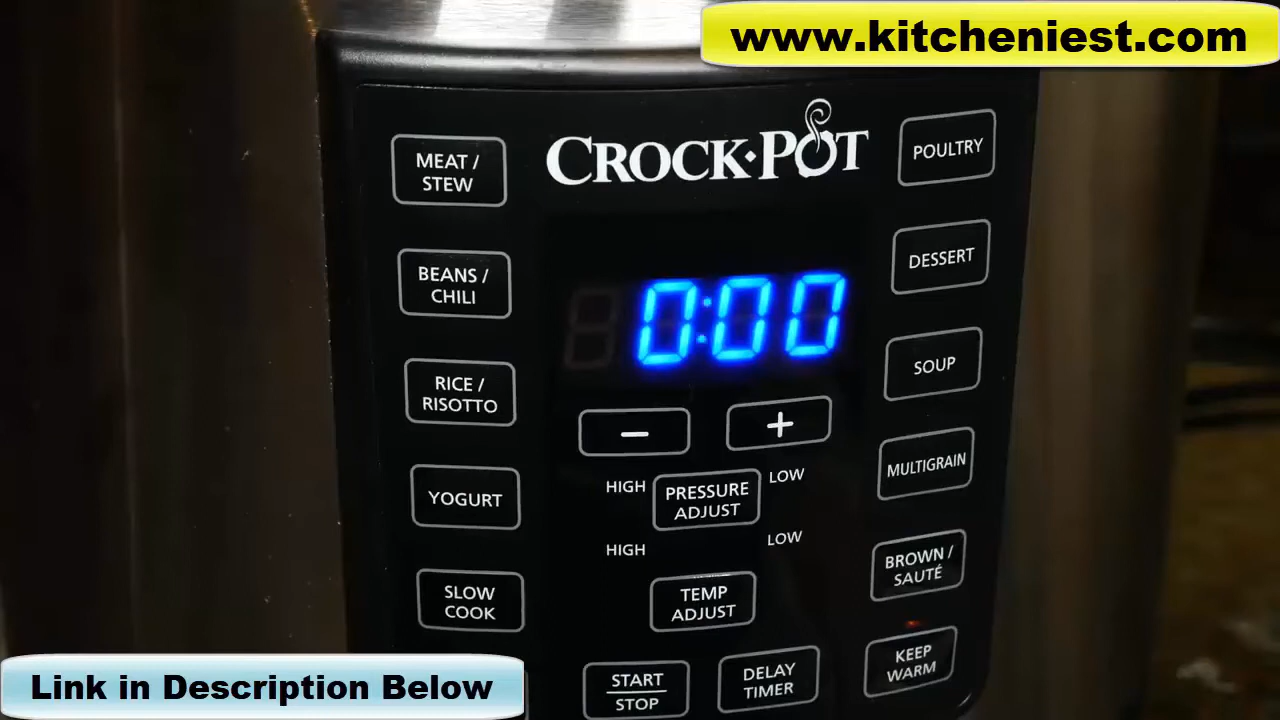 www.kitcheniest.com
CROCK·POT
MEAT /
STEW
POULTRY
BEANS /
CHILI
DESSERT
0:00
RICE /
RISOTTO
SOUP
−
+
YOGURT
HIGH
PRESSURE
ADJUST
LOW
MULTIGRAIN
HIGH
LOW
SLOW
COOK
TEMP
ADJUST
BROWN /
SAUTÉ
START
STOP
DELAY
TIMER
KEEP
WARM
Link in Description Below